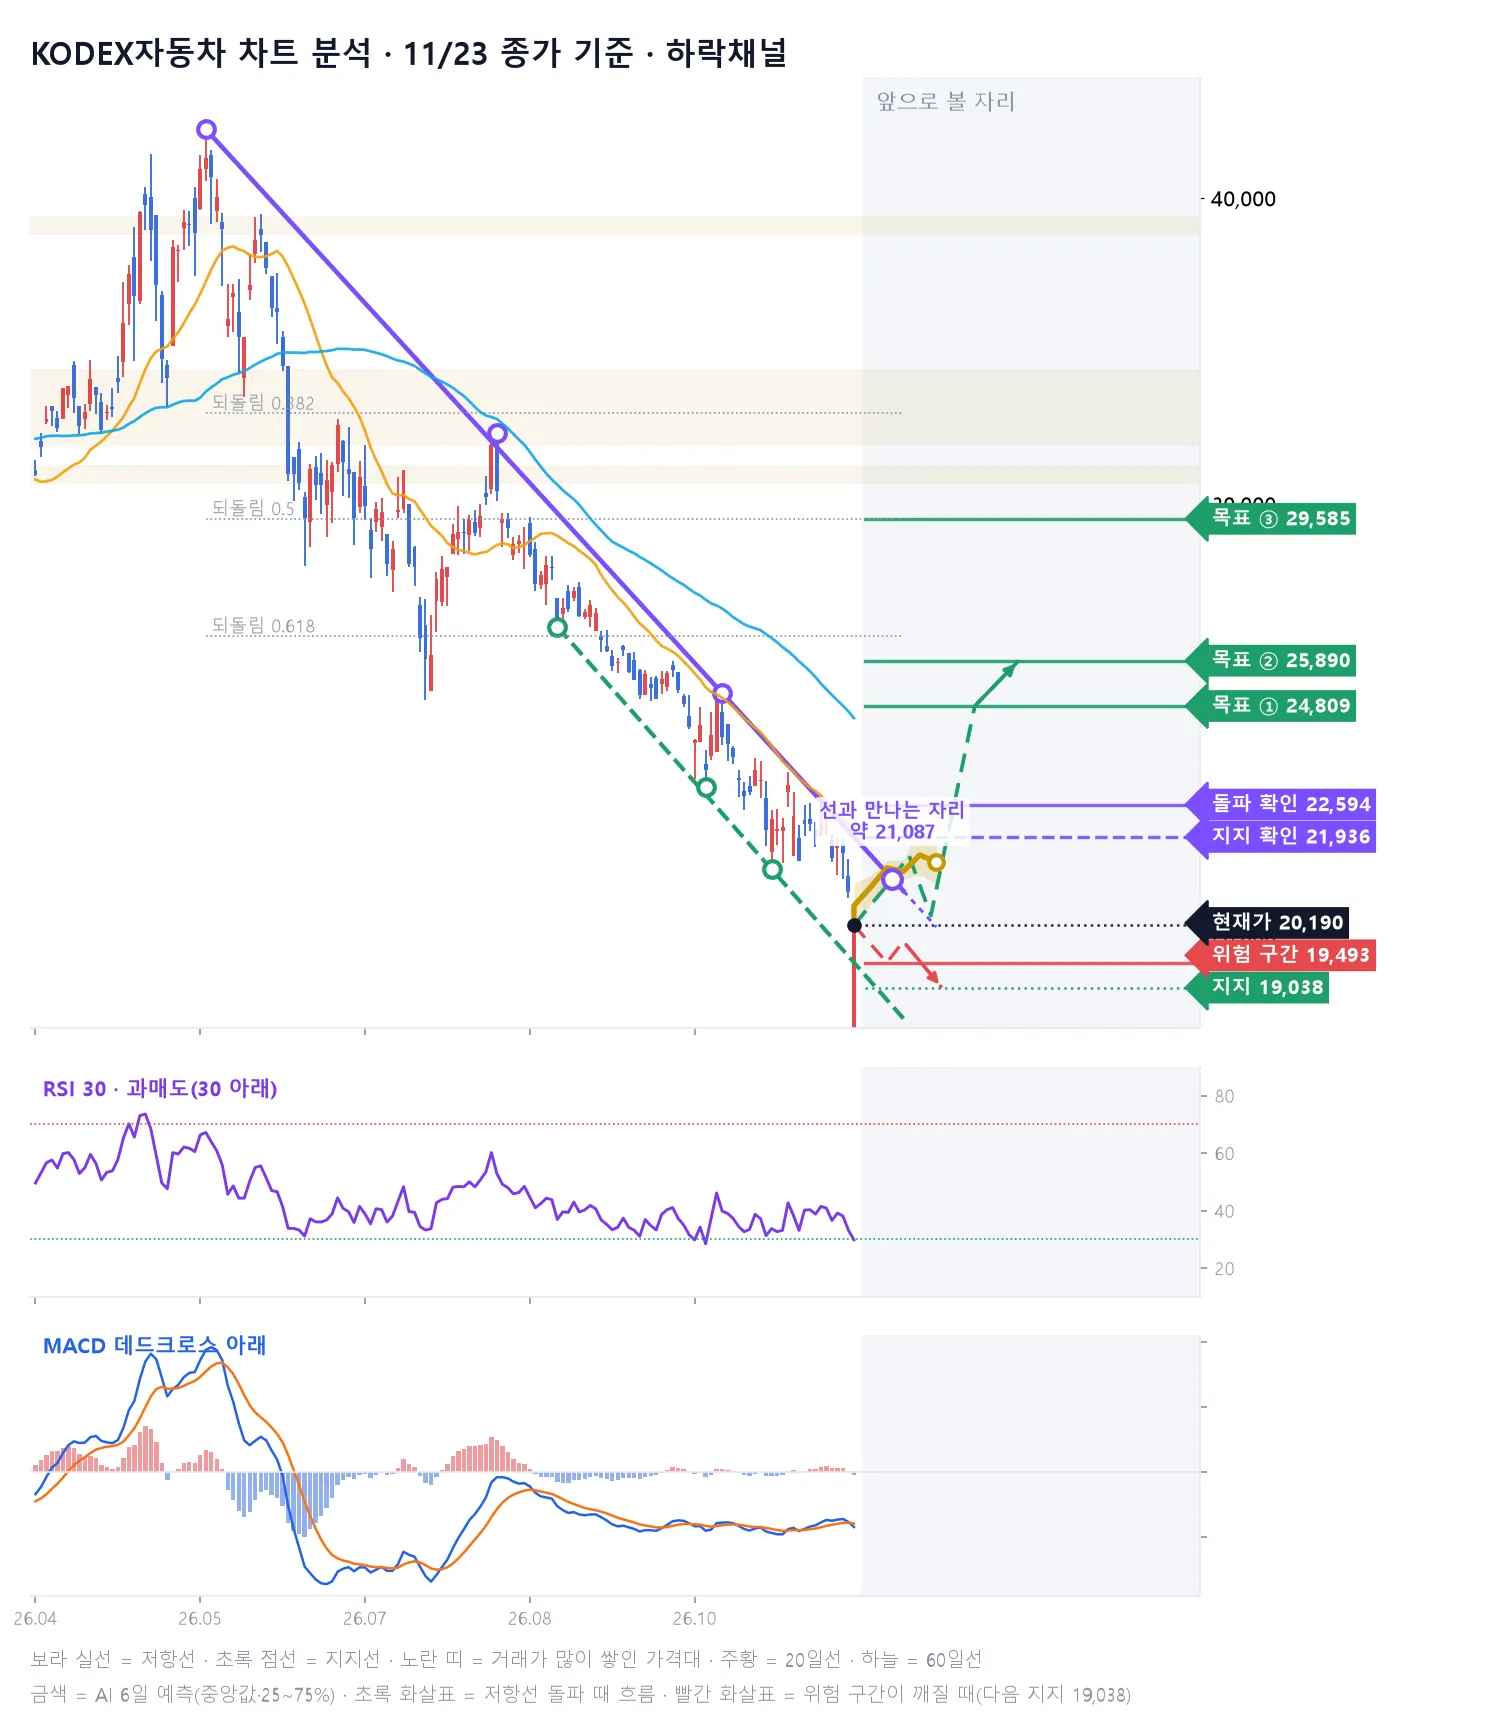 KODEX자동차 차트 분석 · 11/23 종가 기준 · 하락채널
앞으로 볼 자리
40,000
되돌림 0.382
되돌림 0.5
30,000
목표 ③ 29,585
되돌림 0.618
목표 ② 25,890
목표 ① 24,809
돌파 확인 22,594
선과 만나는 자리
약 21,087
지지 확인 21,936
현재가 20,190
위험 구간 19,493
지지 19,038
RSI 30 · 과매도(30 아래)
80
60
40
20
MACD 데드크로스 아래
26.04 26.05 26.07 26.08 26.10
보라 실선 = 저항선 · 초록 점선 = 지지선 · 노란 띠 = 거래가 많이 쌓인 가격대 · 주황 = 20일선 · 하늘 = 60일선
금색 = AI 6일 예측(중앙값·25~75%) · 초록 화살표 = 저항선 돌파 때 흐름 · 빨간 화살표 = 위험 구간이 깨질 때(다음 지지 19,038)